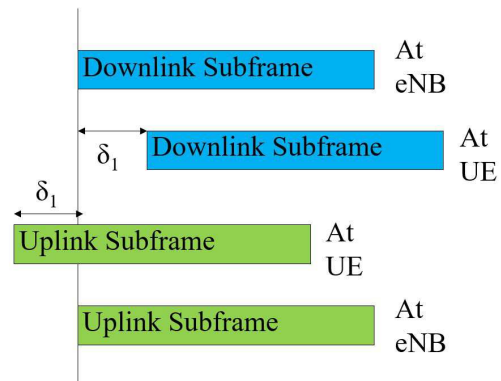 Downlink Subframe
At
eNB
δ1
Downlink Subframe
At
UE
δ1
Uplink Subframe
At
UE
Uplink Subframe
At
eNB